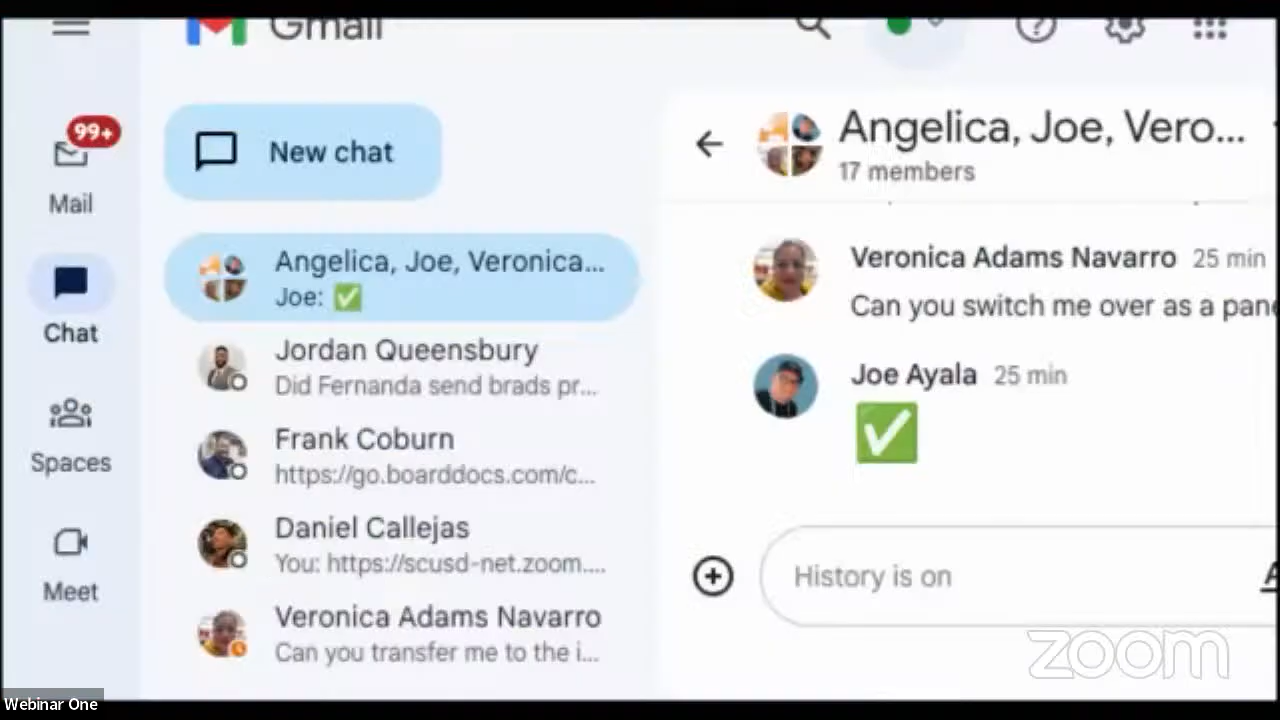 Gmail
99+
Mail
Chat
Spaces
Meet
New chat
Angelica, Joe, Veronica...
Joe: ✅
Jordan Queensbury
Did Fernanda send brads pr...
Frank Coburn
https://go.boarddocs.com/c...
Daniel Callejas
You: https://scusd-net.zoom....
Veronica Adams Navarro
Can you transfer me to the i...
Angelica, Joe, Vero...
17 members
Veronica Adams Navarro 25 min
Can you switch me over as a pane
Joe Ayala 25 min
✅
History is on
A
zoom
Webinar One